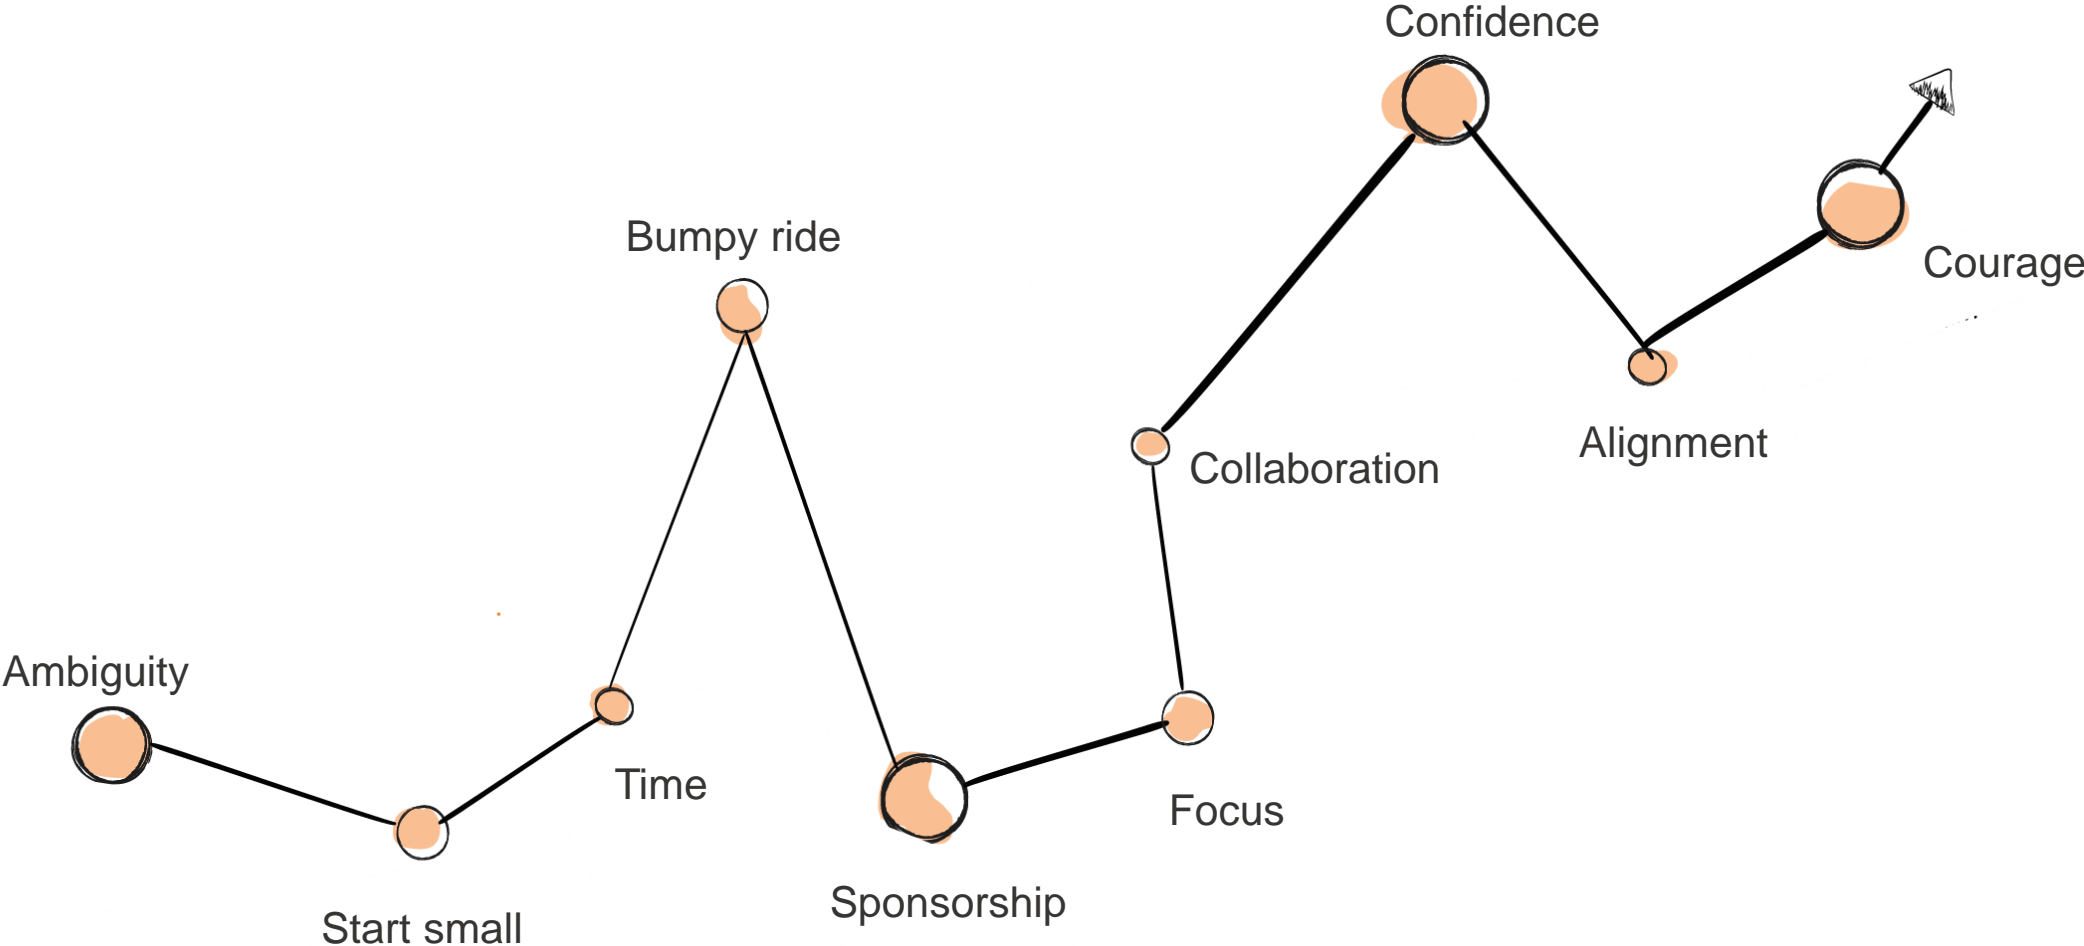 Ambiguity
Start small
Time
Bumpy ride
Sponsorship
Focus
Collaboration
Confidence
Alignment
Courage